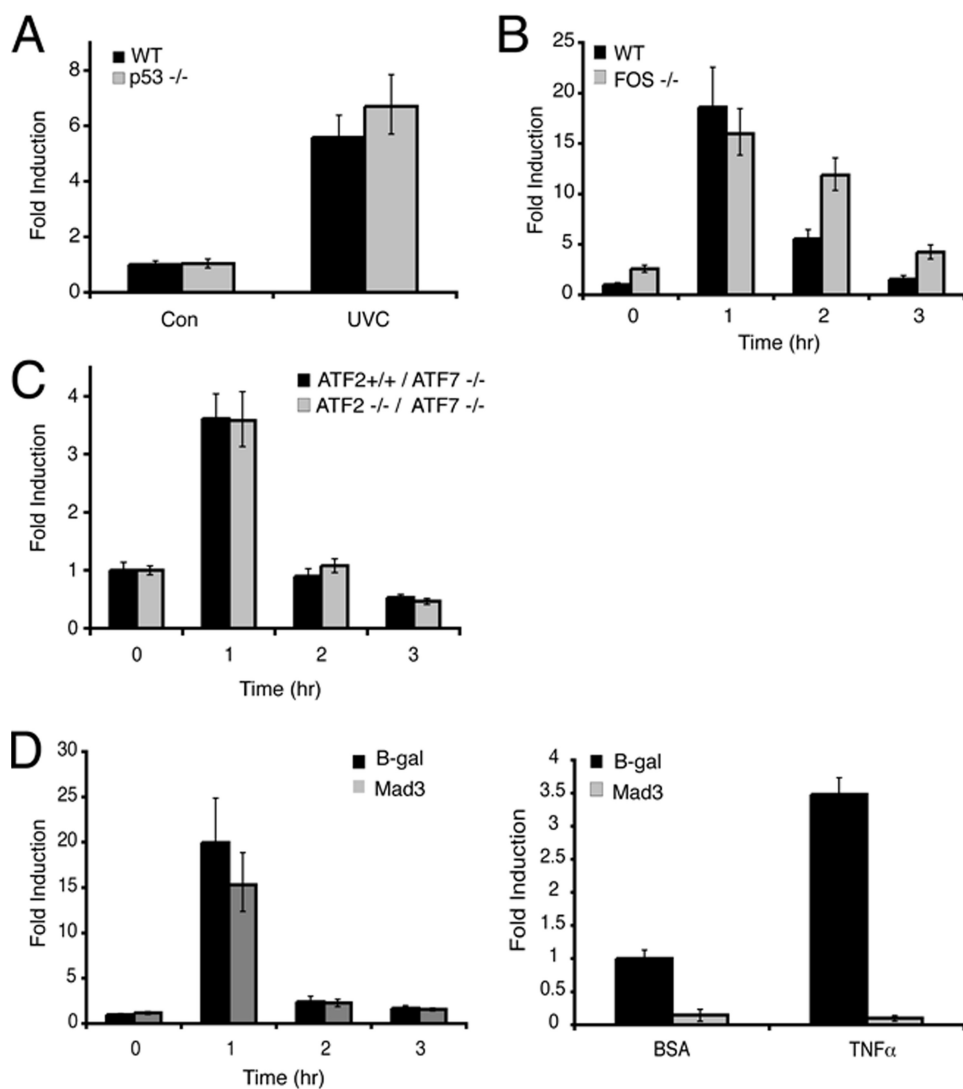 A
WT
p53 -/-
Fold Induction
8
6
4
2
0
Con UVC
B
WT
FOS -/-
Fold Induction
25
20
15
10
5
0
0 1 2 3
Time (hr)
C
ATF2+/+ / ATF7 -/-
ATF2 -/- / ATF7 -/-
Fold Induction
4
3
2
1
0
0 1 2 3
Time (hr)
D
B-gal
Mad3
Fold Induction
30
25
20
15
10
5
0
0 1 2 3
Time (hr)
B-gal
Mad3
Fold Induction
4
3.5
3
2.5
2
1
0.5
0
BSA TNFα